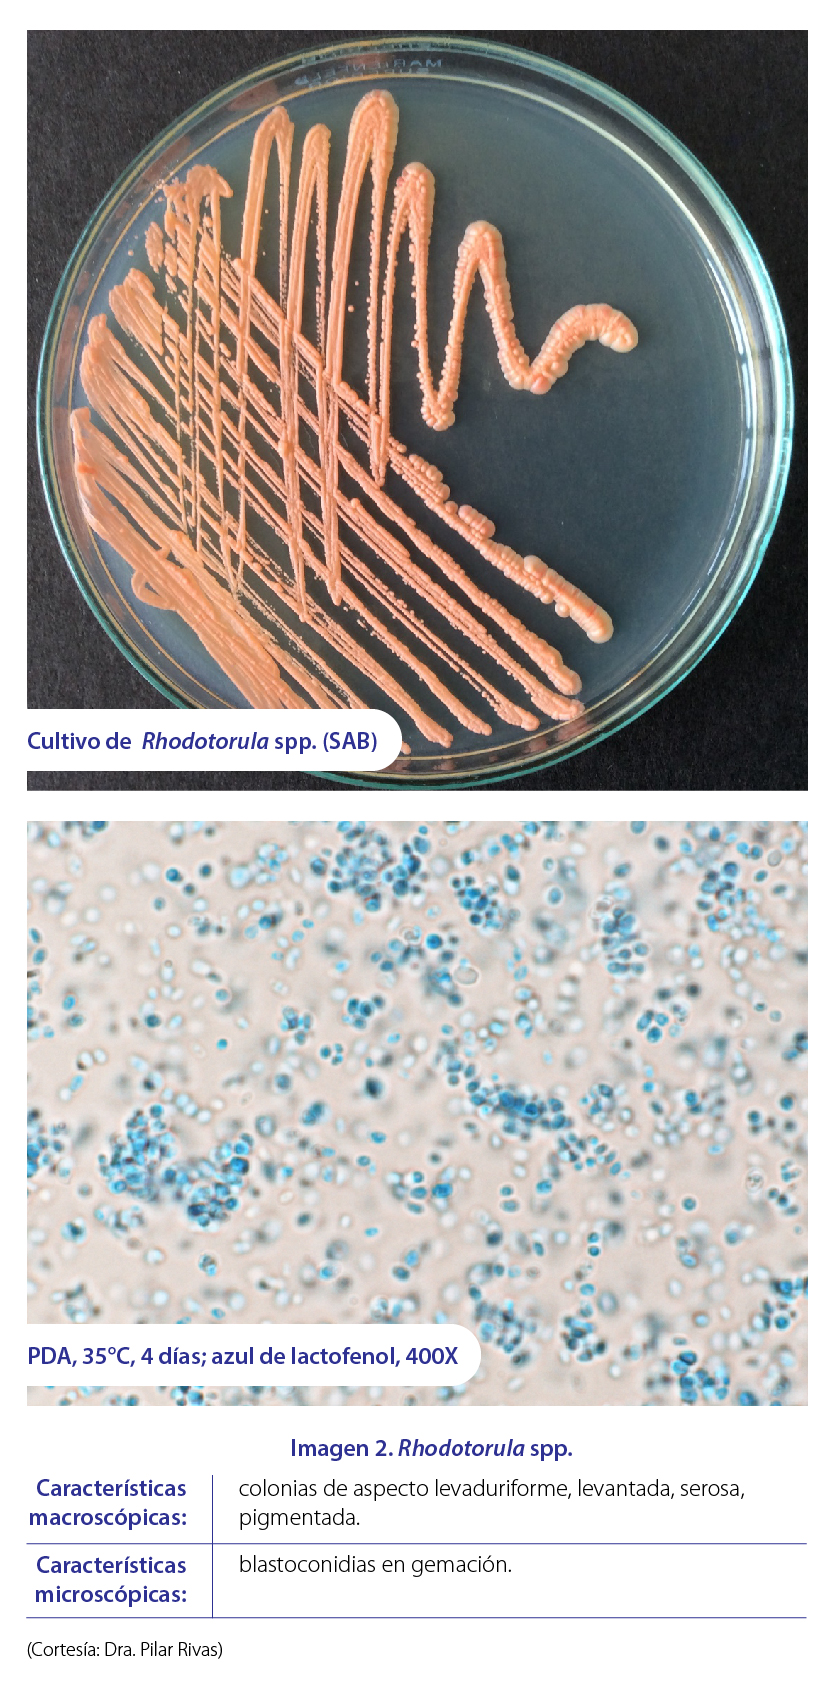 Cultivo de Rhodotorula spp. (SAB)
PDA, 35°C, 4 días; azul de lactofenol, 400X
Imagen 2. Rhodotorula spp.
Características
macroscópicas:
colonias de aspecto levaduriforme, levantada, serosa,
pigmentada.
Características
microscópicas:
blastoconidias en gemación.
(Cortesía: Dra. Pilar Rivas)